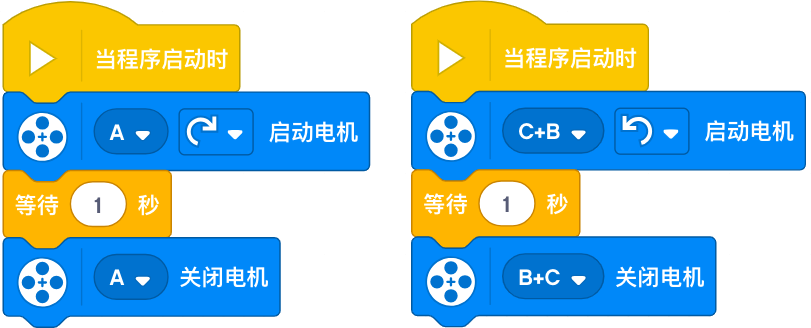 当程序启动时
A 启动电机
等待 1 秒
A 关闭电机
当程序启动时
C+B 启动电机
等待 1 秒
B+C 关闭电机